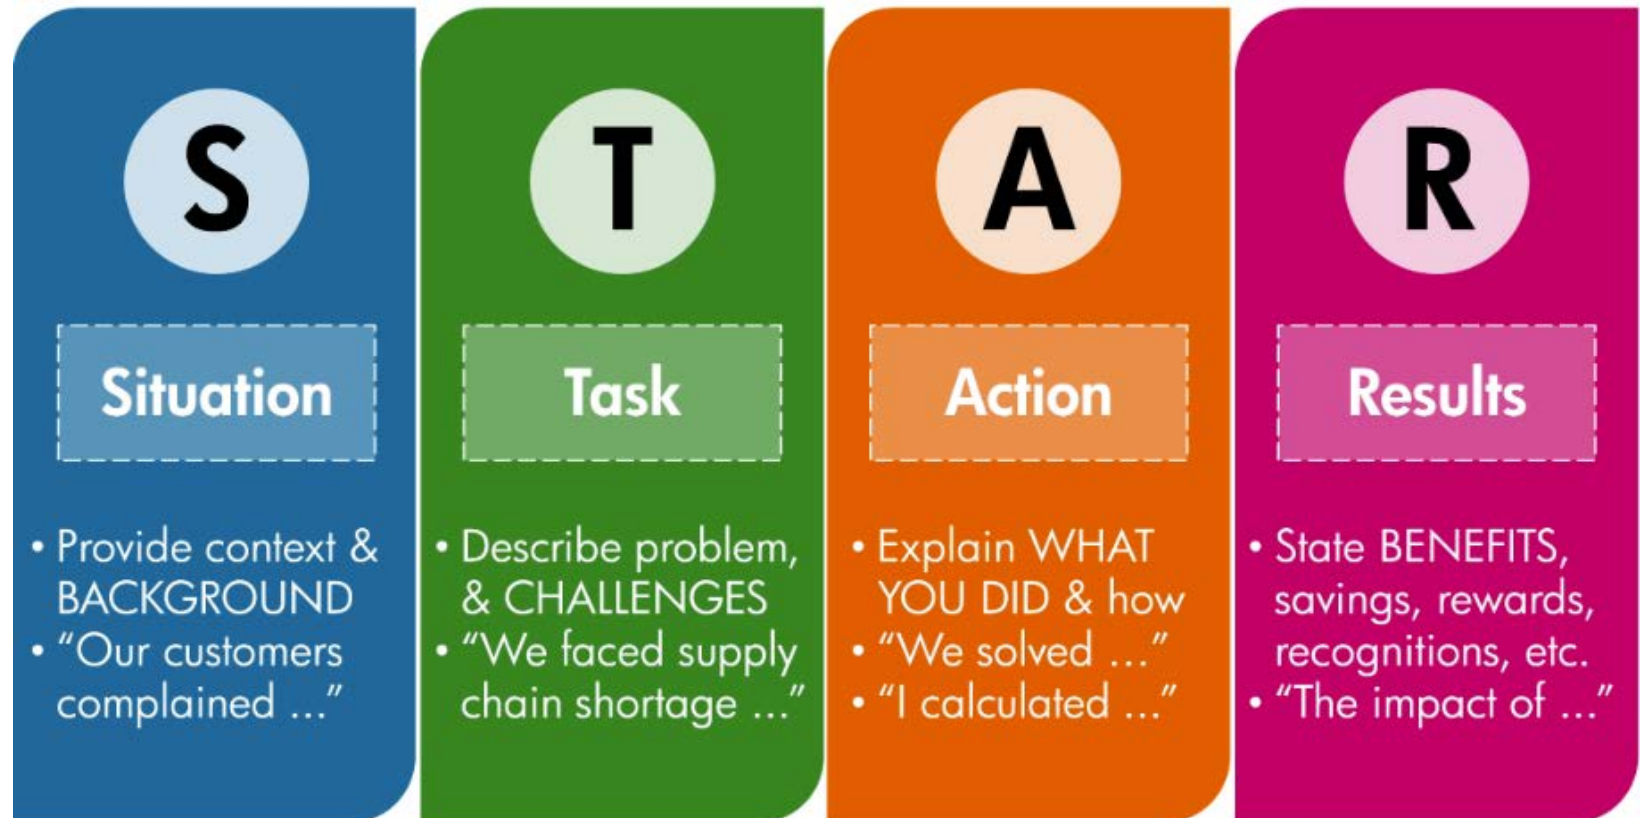 S
Situation
• Provide context &
BACKGROUND
• “Our customers
complained ...”
T
Task
• Describe problem,
& CHALLENGES
• “We faced supply
chain shortage ...”
A
Action
• Explain WHAT
YOU DID & how
• “We solved ...”
• “I calculated ...”
R
Results
• State BENEFITS,
savings, rewards,
recognitions, etc.
• “The impact of ...”